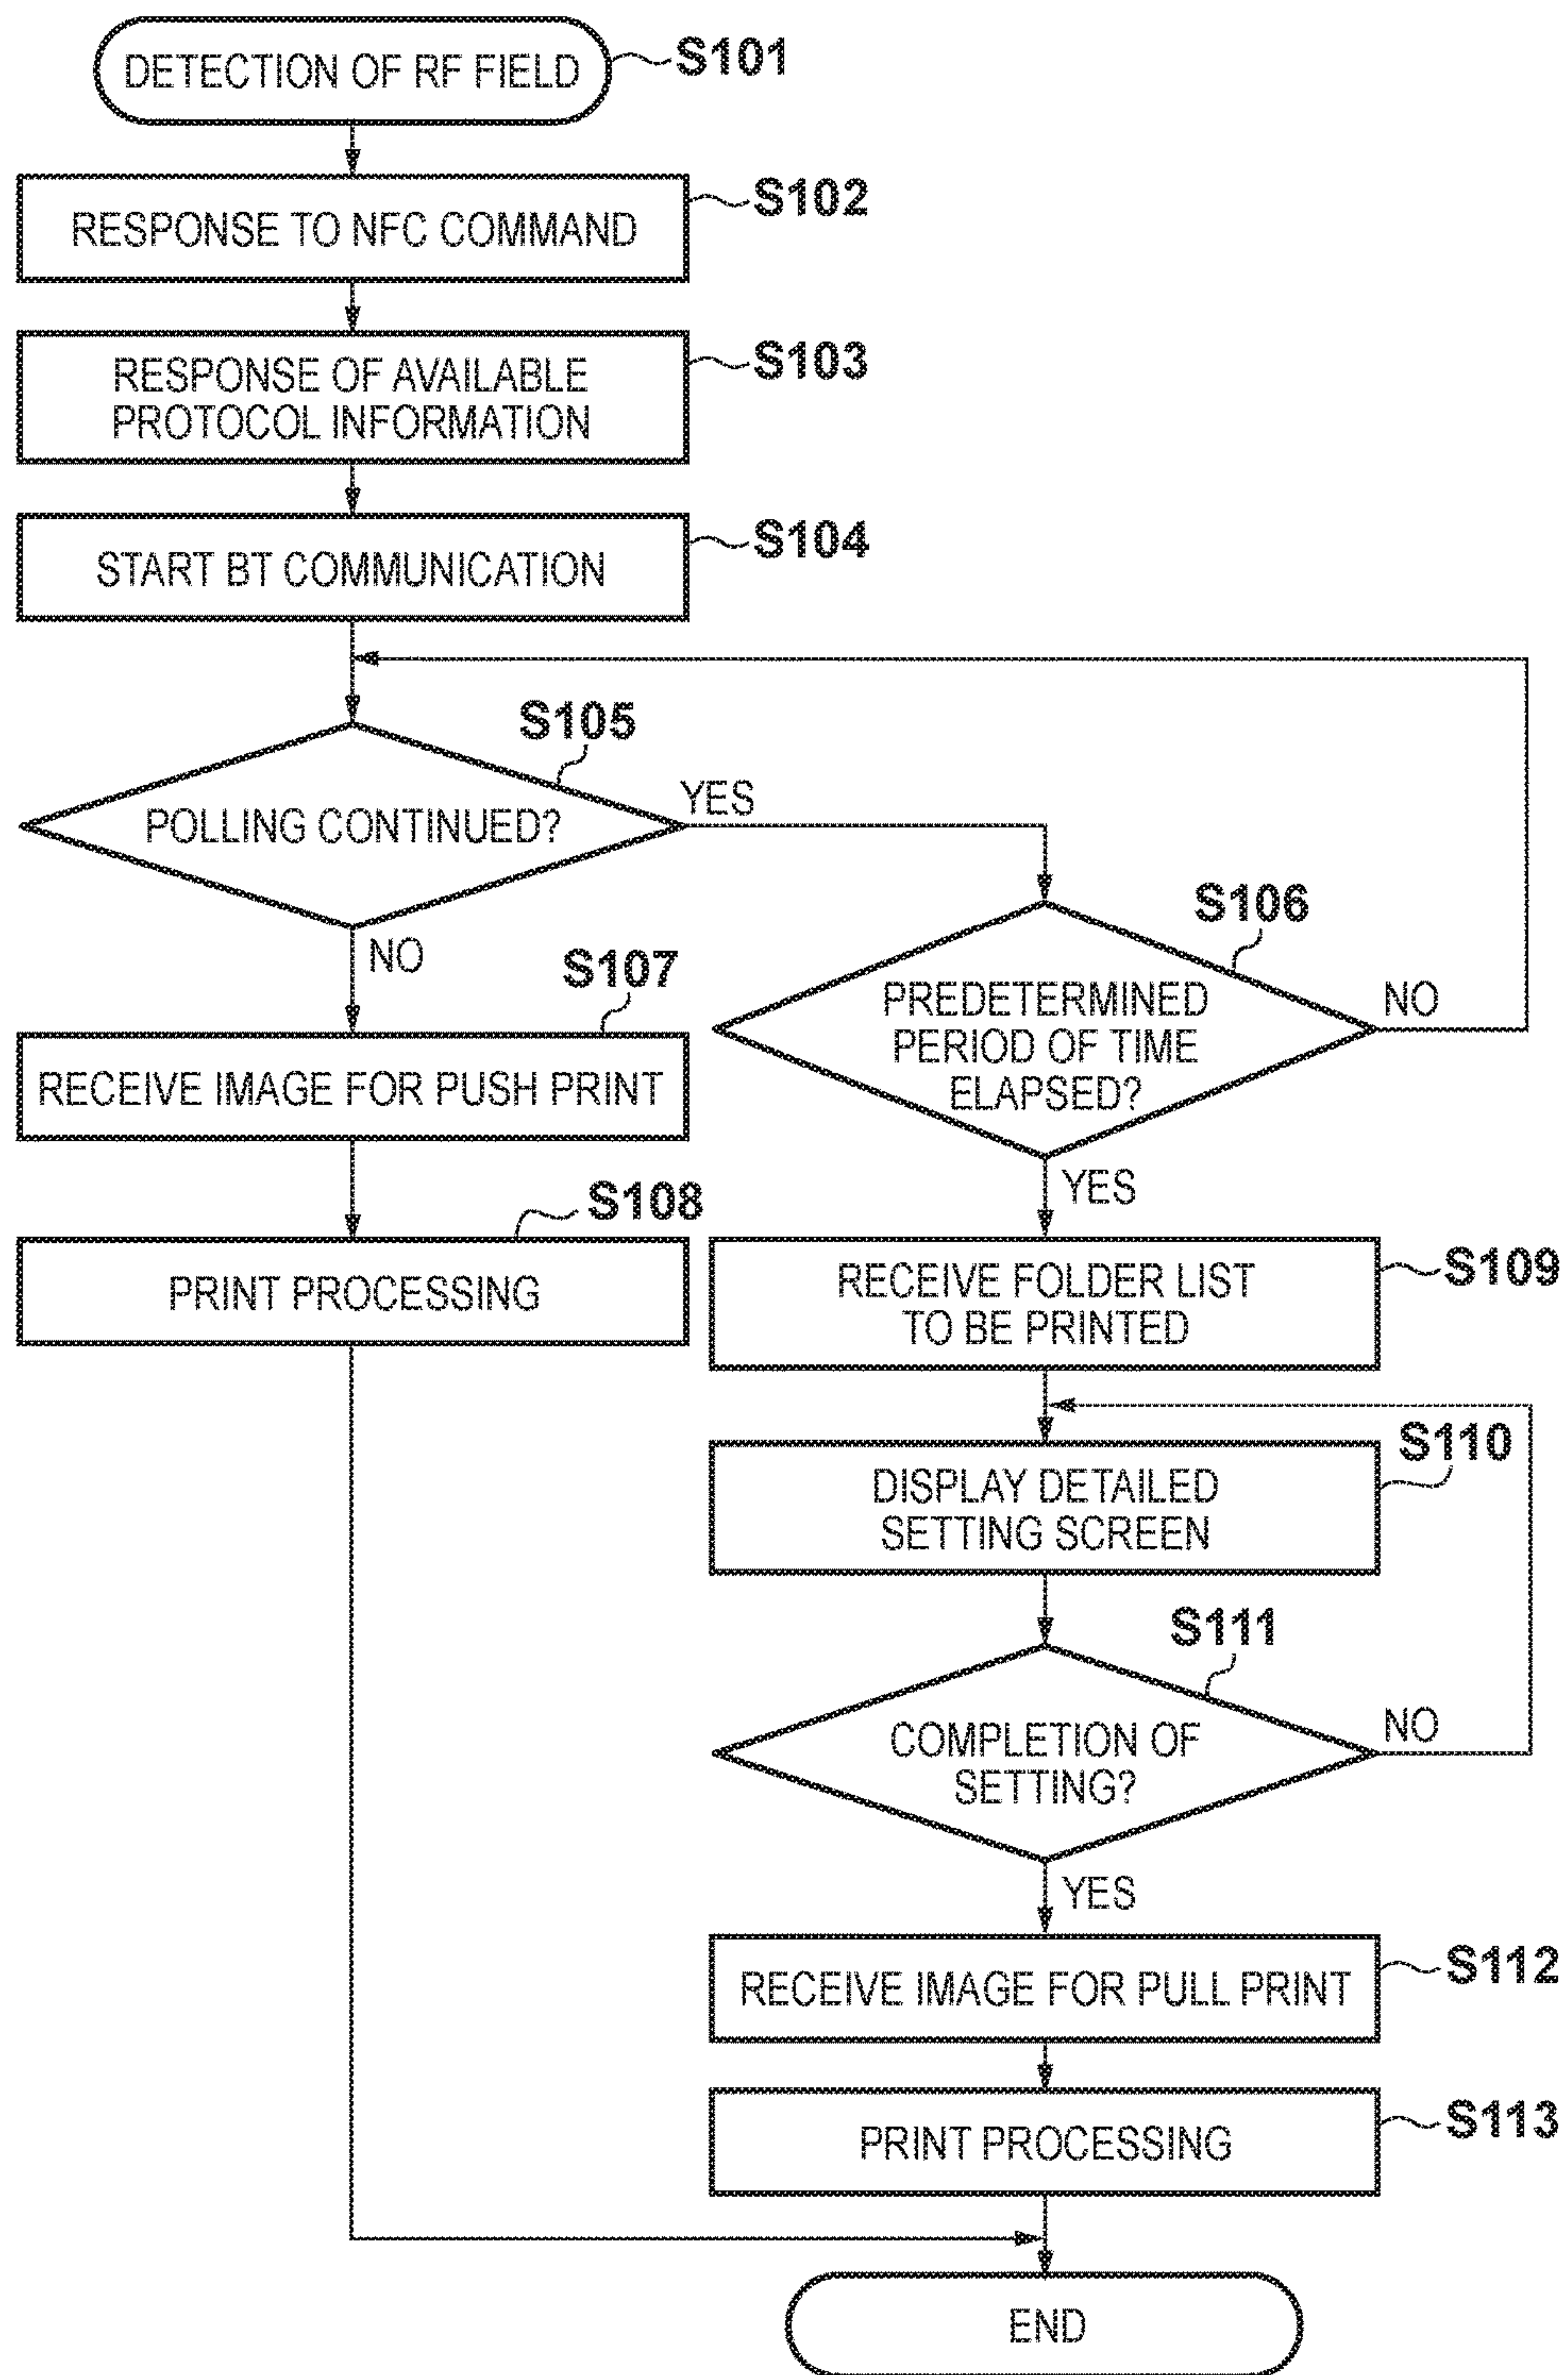 DETECTION OF RF FIELD
S101
RESPONSE TO NFC COMMAND
S102
RESPONSE OF AVAILABLE
PROTOCOL INFORMATION
S103
START BT COMMUNICATION
S104
S105
POLLING CONTINUED?
YES
NO
S106
PREDETERMINED
PERIOD OF TIME
ELAPSED?
NO
YES
S107
RECEIVE IMAGE FOR PUSH PRINT
S108
PRINT PROCESSING
RECEIVE FOLDER LIST
TO BE PRINTED
S109
S110
DISPLAY DETAILED
SETTING SCREEN
S111
COMPLETION OF
SETTING?
NO
YES
RECEIVE IMAGE FOR PULL PRINT
S112
PRINT PROCESSING
S113
END